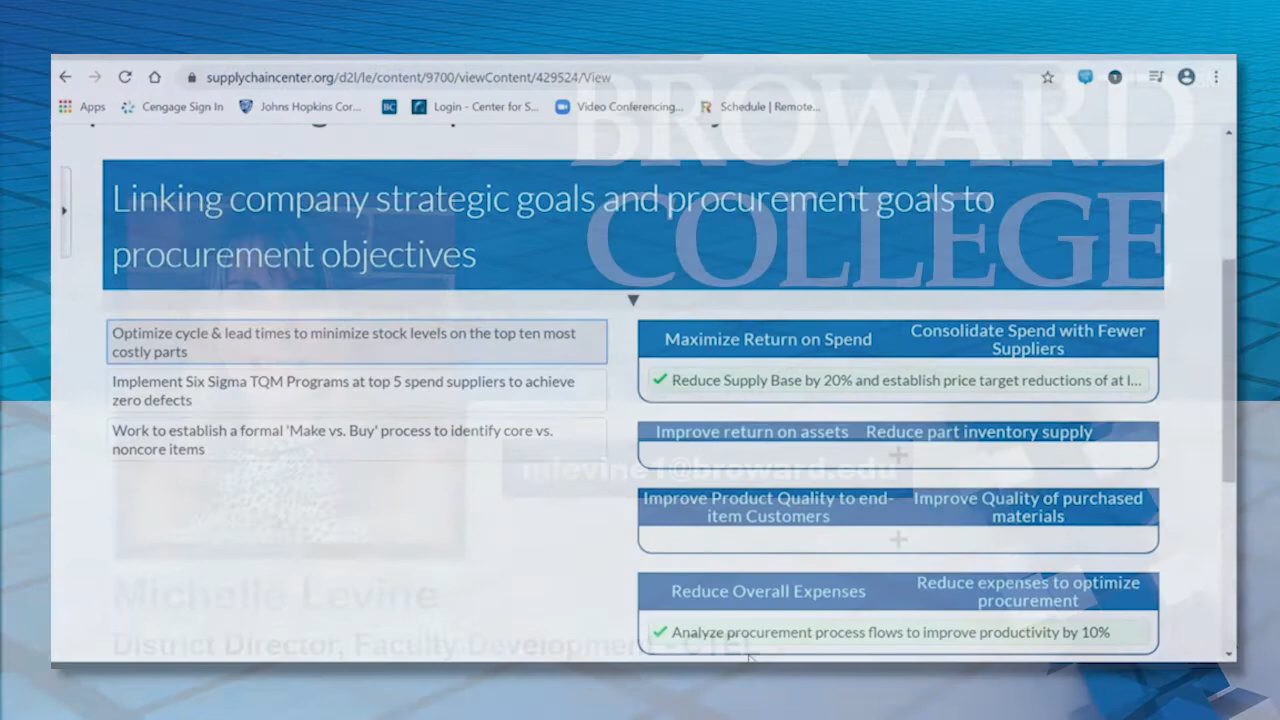 supplychaincenter.org/d2l/le/content/9700/viewContent/429524/View
Apps
Cengage Sign In
Johns Hopkins Cor...
BC
Login - Center for S...
Video Conferencing...
Schedule | Remote...
BROWARD
COLLEGE
Linking company strategic goals and procurement goals to
procurement objectives
Optimize cycle & lead times to minimize stock levels on the top ten most
costly parts
Implement Six Sigma TQM Programs at top 5 spend suppliers to achieve
zero defects
Work to establish a formal 'Make vs. Buy' process to identify core vs.
noncore items
Maximize Return on Spend
Consolidate Spend with Fewer
Suppliers
Reduce Supply Base by 20% and establish price target reductions of at l...
Improve return on assets
Reduce part inventory supply
+
mlevine1@broward.edu
Improve Product Quality to end-
item Customers
Improve Quality of purchased
materials
+
Reduce Overall Expenses
Reduce expenses to optimize
procurement
Analyze procurement process flows to improve productivity by 10%
Michelle Levine
District Director, Faculty Development - CTEL